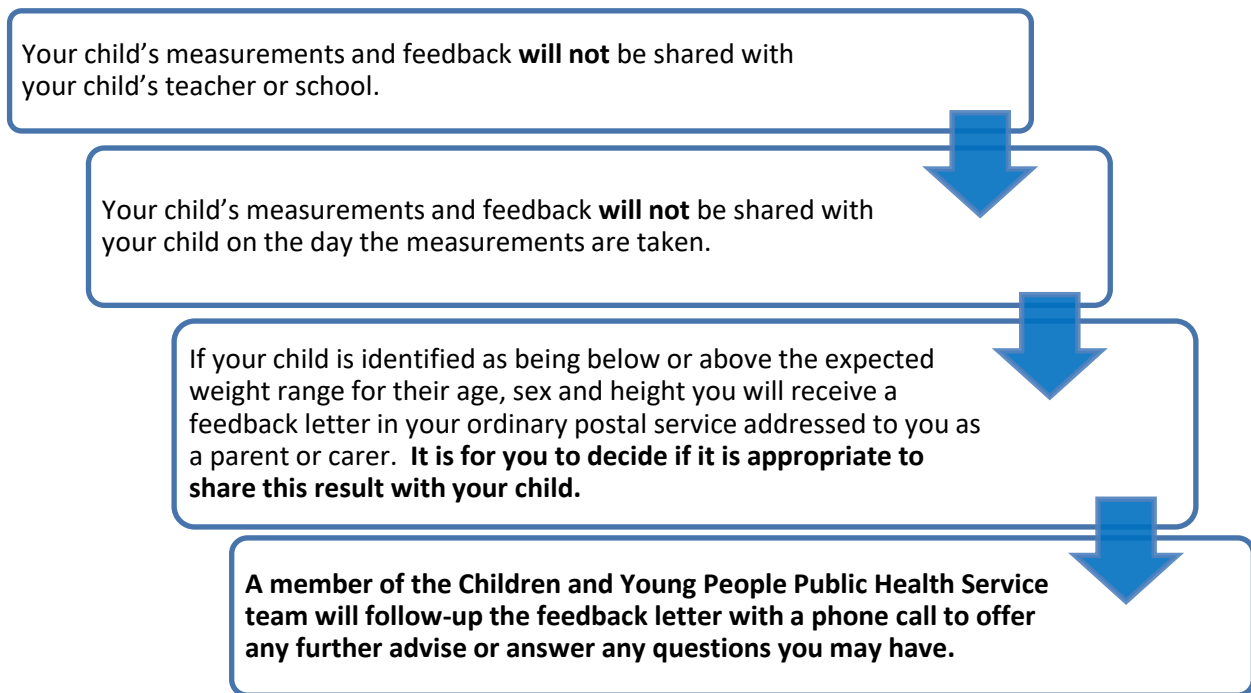 Your child’s measurements and feedback will not be shared with
your child’s teacher or school.
Your child’s measurements and feedback will not be shared with
your child on the day the measurements are taken.
If your child is identified as being below or above the expected
weight range for their age, sex and height you will receive a
feedback letter in your ordinary postal service addressed to you as
a parent or carer.  It is for you to decide if it is appropriate to
share this result with your child.
A member of the Children and Young People Public Health Service
team will follow-up the feedback letter with a phone call to offer
any further advise or answer any questions you may have.